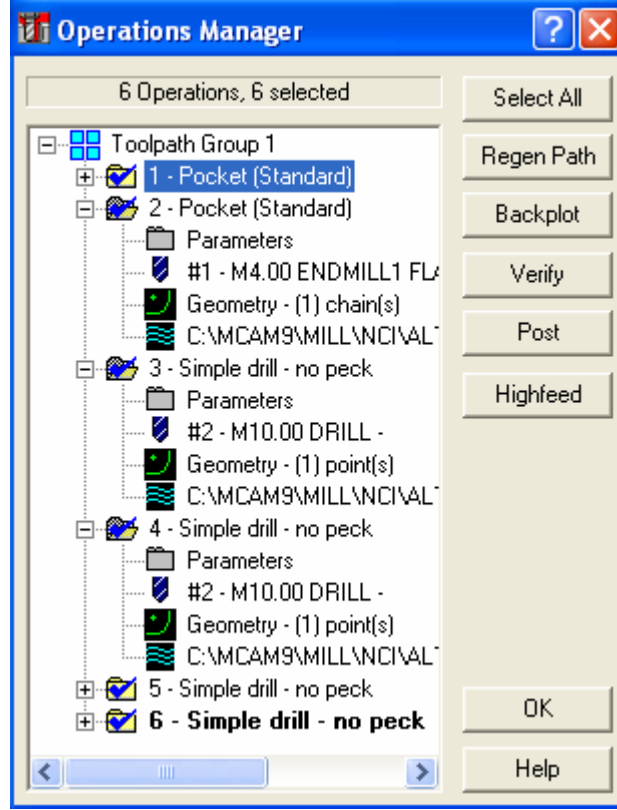 Operations Manager
6 Operations, 6 selected
Select All
Toolpath Group 1
Regen Path
1 - Pocket (Standard)
2 - Pocket (Standard)
Backplot
Parameters
#1 - M4.00 ENDMILL1 FLA
Verify
Geometry - (1) chain(s)
C:\MCAM9\MILL\NCI\ALT
Post
3 - Simple drill - no peck
Parameters
Highfeed
#2 - M10.00 DRILL -
Geometry - (1) point(s)
C:\MCAM9\MILL\NCI\ALT
4 - Simple drill - no peck
Parameters
#2 - M10.00 DRILL -
Geometry - (1) point(s)
C:\MCAM9\MILL\NCI\ALT
5 - Simple drill - no peck
6 - Simple drill - no peck
OK
Help